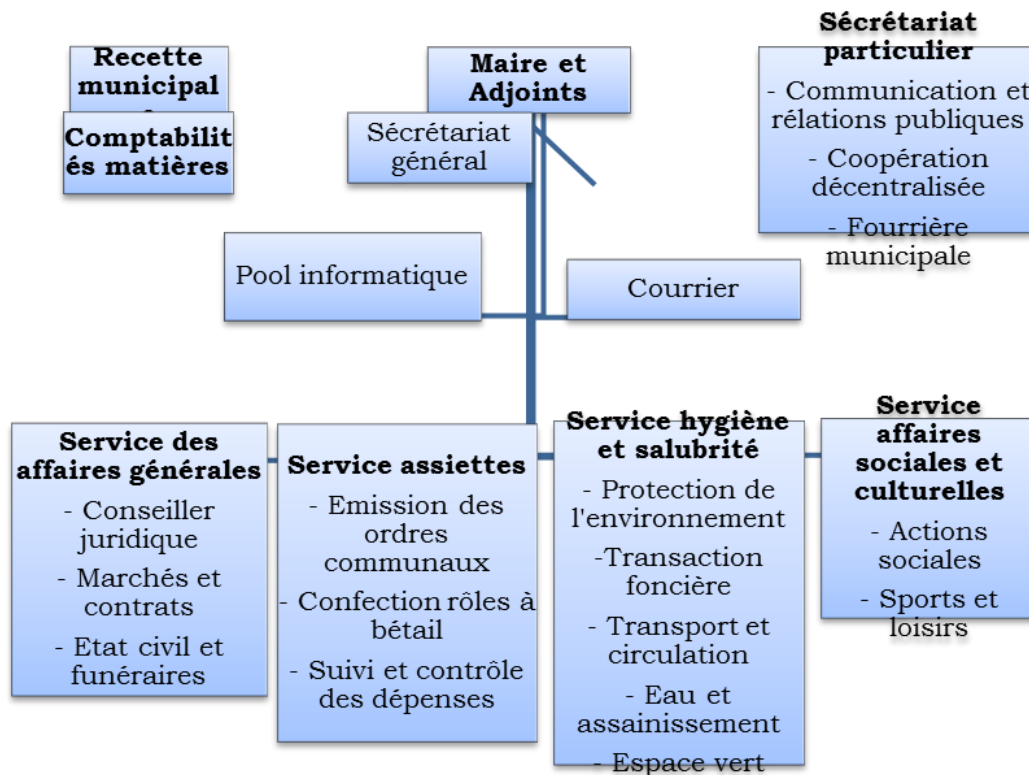 Recette
municipal
Comptabilit
és matières
Maire et
Adjoints
Sécrétariat
général
Sécrétariat
particulier
- Communication et
rélations publiques
- Coopération
décentralisée
- Fourrière
municipale
Pool informatique
Courrier
Service des
affaires générales
- Conseiller
juridique
- Marchés et
contrats
- Etat civil et
funéraires
Service assiettes
- Emission des
ordres
communaux
- Confection rôles à
bétail
- Suivi et contrôle
des dépenses
Service hygiène
et salubrité
- Protection de
l'environnement
-Transaction
foncière
- Transport et
circulation
- Eau et
assainissement
- Espace vert
Service
affaires
sociales et
culturelles
- Actions
sociales
- Sports et
loisirs